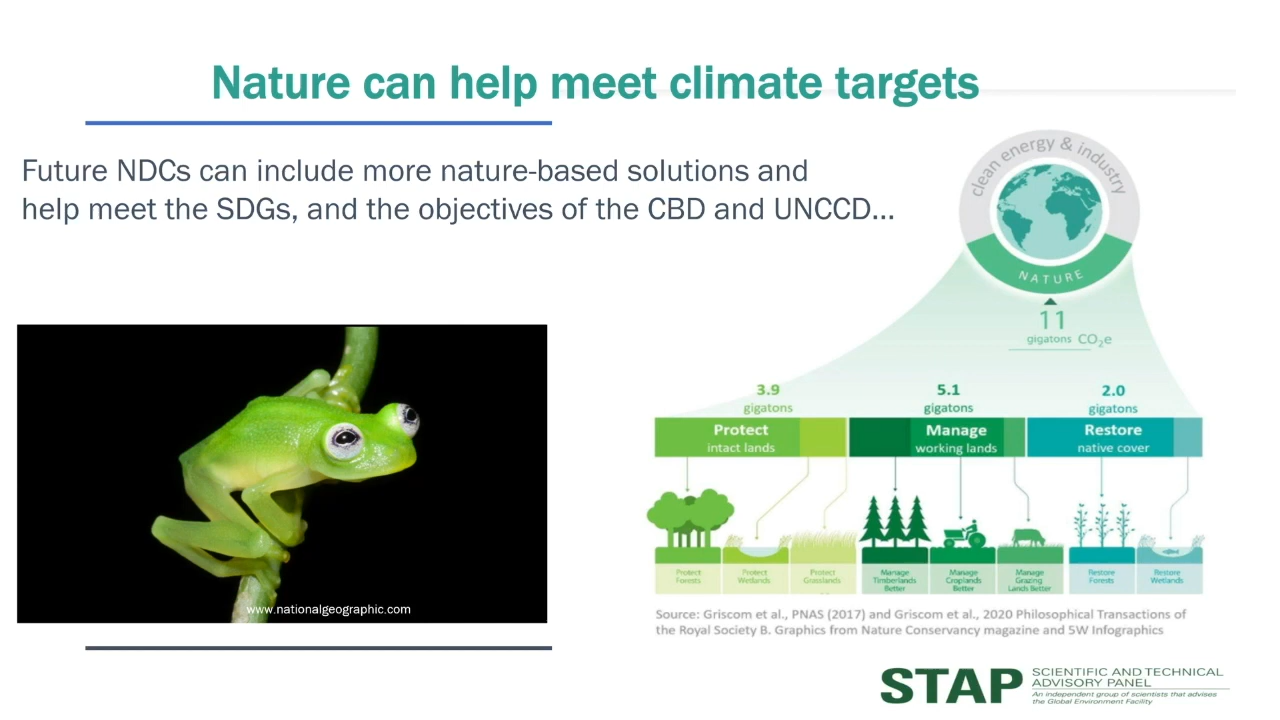 Nature can help meet climate targets
Future NDCs can include more nature-based solutions and
help meet the SDGs, and the objectives of the CBD and UNCCD...
clean energy & industry
NATURE
11
gigatons CO₂e
3.9
gigatons
5.1
gigatons
2.0
gigatons
Protect
intact lands
Manage
working lands
Restore
native cover
Protect
Forests
Protect
Wetlands
Protect
Grasslands
Manage
Timberlands
Better
Manage
Croplands
Better
Manage
Grazing
Lands Better
Restore
Forests
Restore
Wetlands
www.nationalgeographic.com
Source: Griscom et al., PNAS (2017) and Griscom et al., 2020 Philosophical Transactions of
the Royal Society B. Graphics from Nature Conservancy magazine and 5W Infographics
STAP
SCIENTIFIC AND TECHNICAL
ADVISORY PANEL
An independent group of scientists that advises
the Global Environment Facility